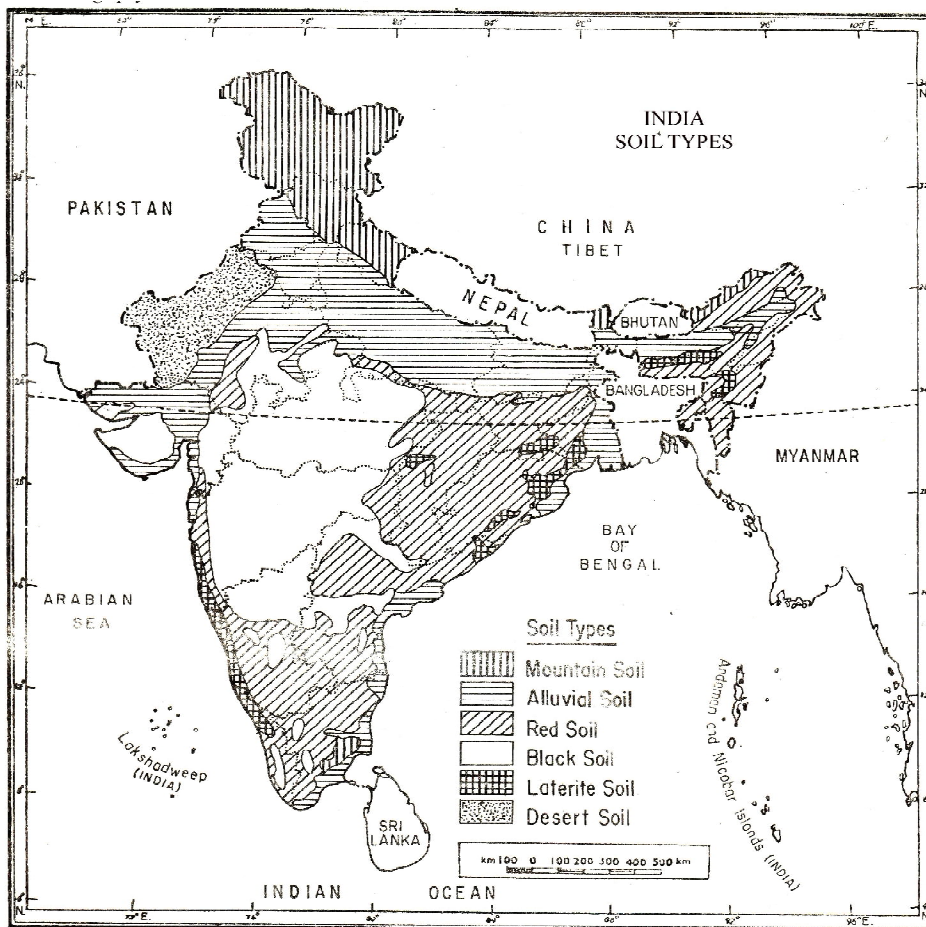 INDIA
SOIL TYPES
PAKISTAN
CHINA
TIBET
NEPAL
BHUTAN
BANGLADESH
MYANMAR
BAY
OF
BENGAL
ARABIAN
SEA
Lakshadweep
(INDIA)
Andaman and Nicobar Islands (INDIA)
SRI
LANKA
INDIAN OCEAN
Soil Types
Mountain Soil
Alluvial Soil
Red Soil
Black Soil
Laterite Soil
Desert Soil
km 100 0 100 200 300 400 500 km